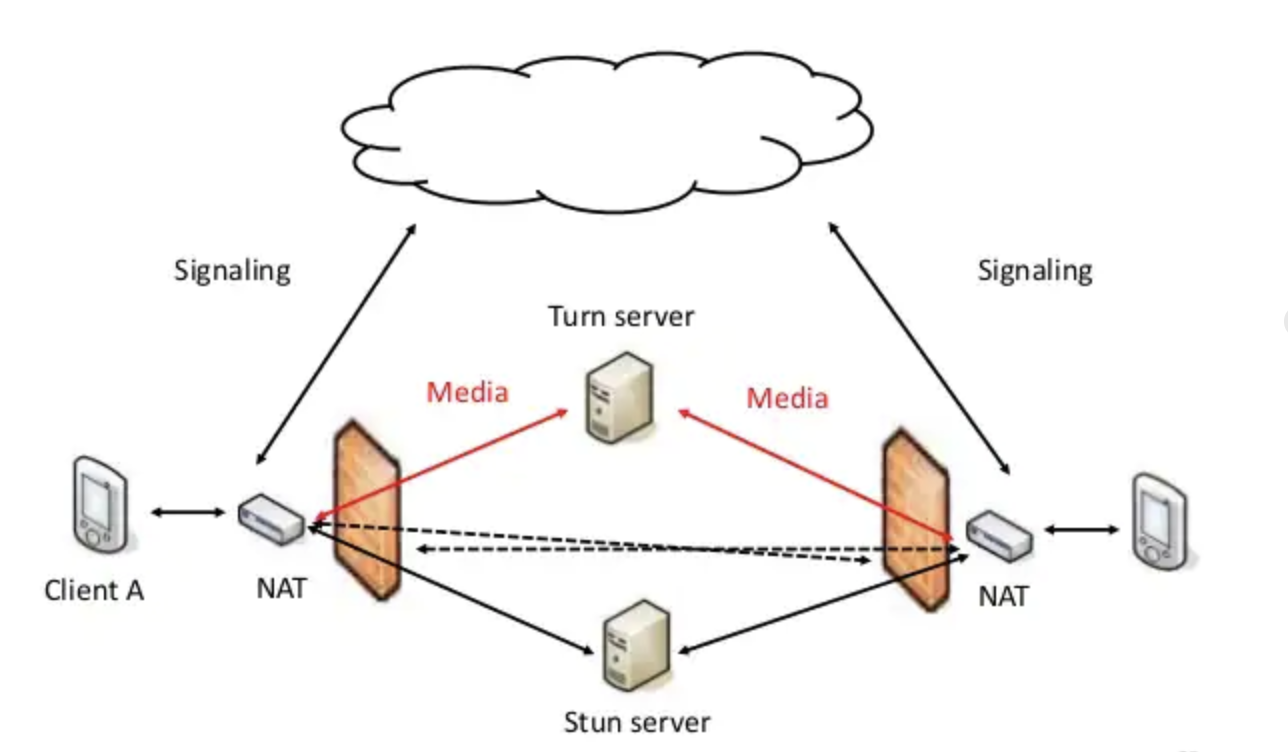 Signaling
Signaling
Turn server
Media
Media
Client A
NAT
NAT
Stun server